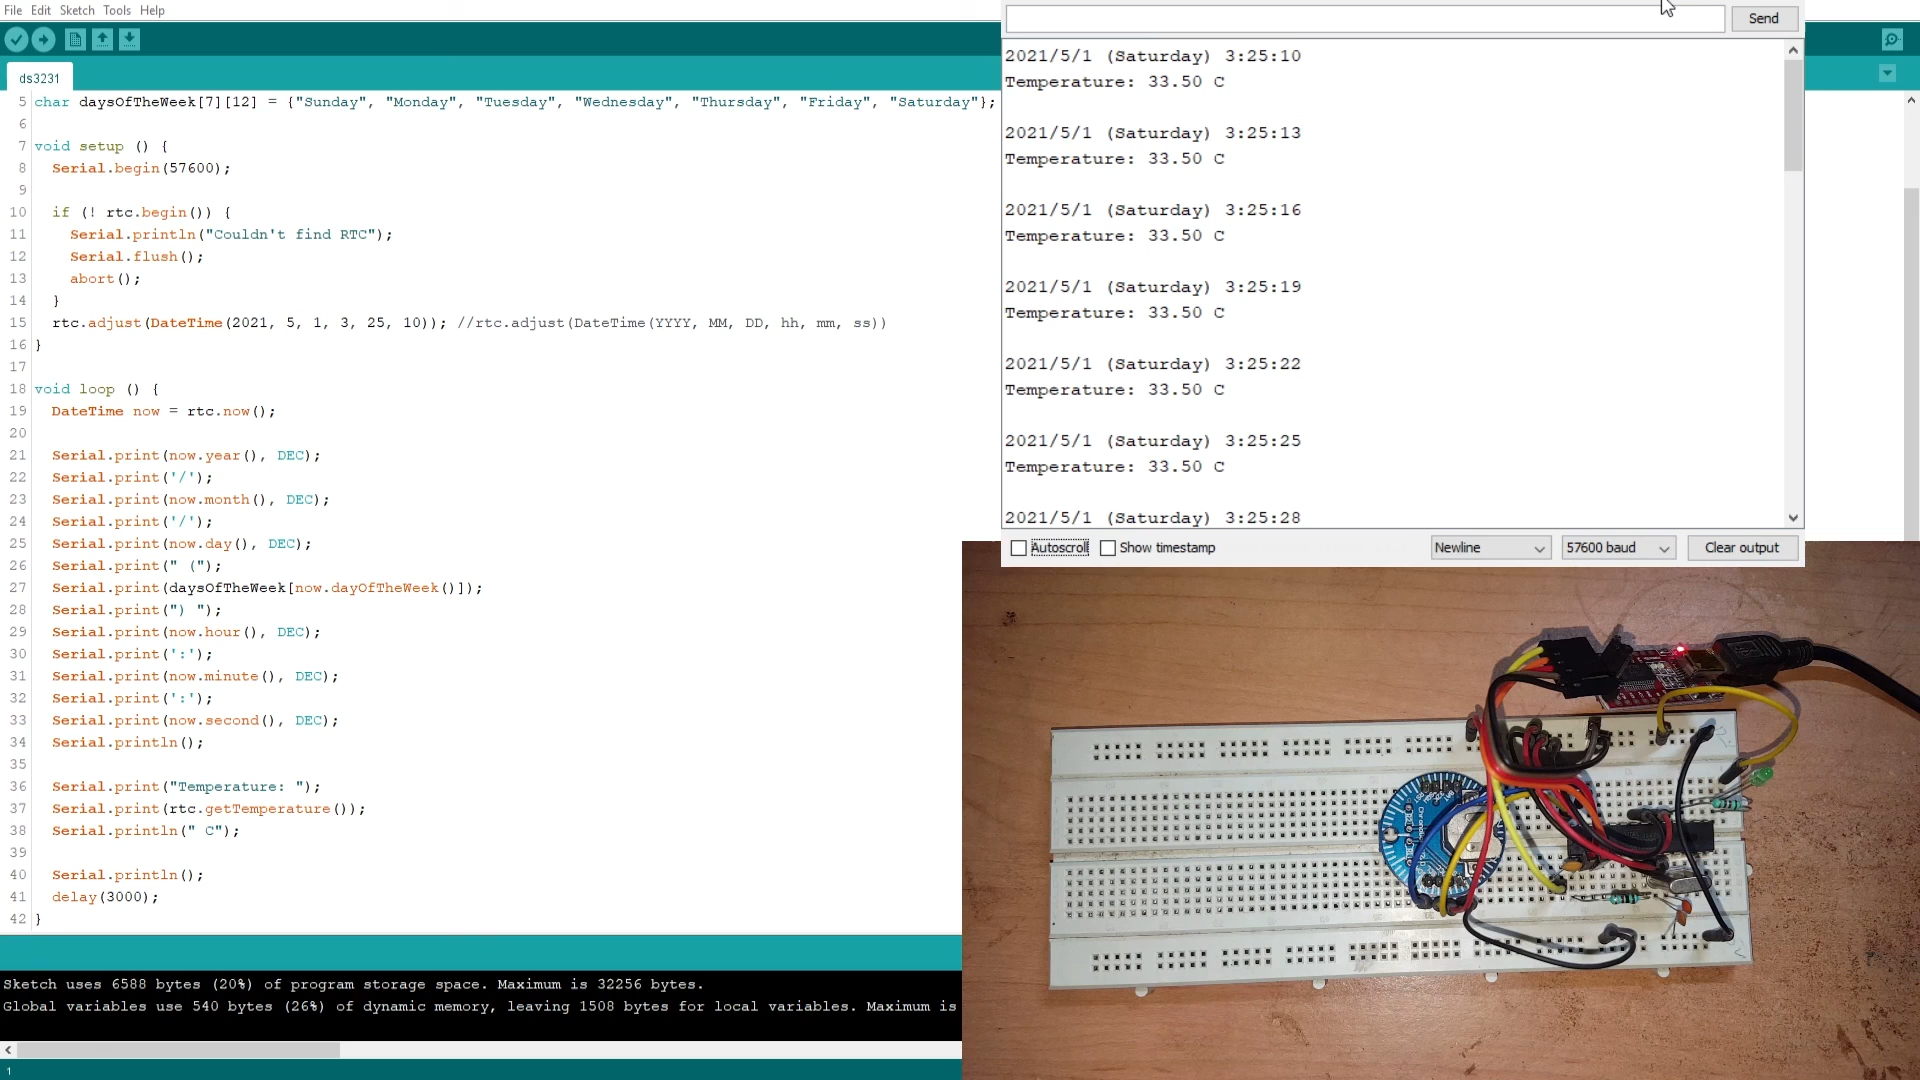 File Edit Sketch Tools Help
ds3231
5 char daysOfTheWeek[7][12] = {"Sunday", "Monday", "Tuesday", "Wednesday", "Thursday", "Friday", "Saturday"};
6
7 void setup () {
8 Serial.begin(57600);
9
10 if (! rtc.begin()) {
11 Serial.println("Couldn't find RTC");
12 Serial.flush();
13 abort();
14 }
15 rtc.adjust(DateTime(2021, 5, 1, 3, 25, 10)); //rtc.adjust(DateTime(YYYY, MM, DD, hh, mm, ss))
16 }
17
18 void loop () {
19 DateTime now = rtc.now();
20
21 Serial.print(now.year(), DEC);
22 Serial.print('/');
23 Serial.print(now.month(), DEC);
24 Serial.print('/');
25 Serial.print(now.day(), DEC);
26 Serial.print(" (");
27 Serial.print(daysOfTheWeek[now.dayOfTheWeek()]);
28 Serial.print(") ");
29 Serial.print(now.hour(), DEC);
30 Serial.print(':');
31 Serial.print(now.minute(), DEC);
32 Serial.print(':');
33 Serial.print(now.second(), DEC);
34 Serial.println();
35
36 Serial.print("Temperature: ");
37 Serial.print(rtc.getTemperature());
38 Serial.println(" C");
39
40 Serial.println();
41 delay(3000);
42 }
Sketch uses 6588 bytes (20%) of program storage space. Maximum is 32256 bytes.
Global variables use 540 bytes (26%) of dynamic memory, leaving 1508 bytes for local variables. Maximum is
1
Send
2021/5/1 (Saturday) 3:25:10
Temperature: 33.50 C
2021/5/1 (Saturday) 3:25:13
Temperature: 33.50 C
2021/5/1 (Saturday) 3:25:16
Temperature: 33.50 C
2021/5/1 (Saturday) 3:25:19
Temperature: 33.50 C
2021/5/1 (Saturday) 3:25:22
Temperature: 33.50 C
2021/5/1 (Saturday) 3:25:25
Temperature: 33.50 C
2021/5/1 (Saturday) 3:25:28
Autoscroll Show timestamp Newline 57600 baud Clear output